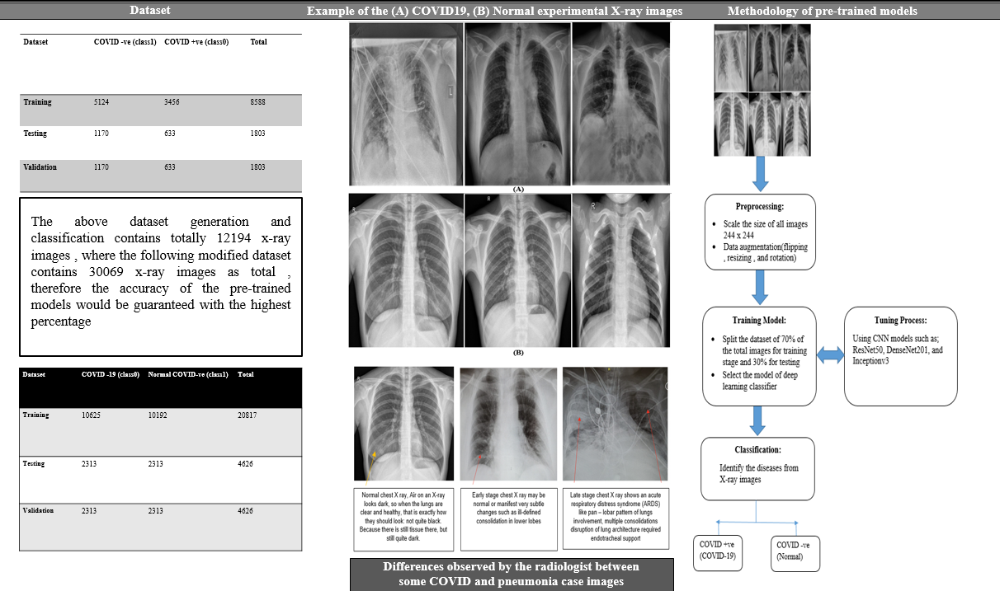 Dataset
Example of the (A) COVID19, (B) Normal experimental X-ray images
Methodology of pre-trained models
Dataset COVID -ve (class1) COVID +ve (class0) Total
Training 5124 3456 8588
Testing 1170 633 1803
Validation 1170 633 1803
The above dataset generation and
classification contains totally 12194 x-ray
images , where the following modified dataset
contains 30069 x-ray images as total ,
therefore the accuracy of the pre-trained
models would be guaranteed with the highest
percentage
Dataset COVID -19 (class0) Normal COVID-ve (class1) Total
Training 10625 10192 20817
Testing 2313 2313 4626
Validation 2313 2313 4626
L
(A)
R
R
R
(B)
Normal chest X ray, Air on an X-ray
looks dark, so when the lungs are
clear and healthy, that is exactly how
they should look: not quite black.
Because there is still tissue there, but
still quite dark.
Early stage chest X ray may be
normal or manifest very subtle
changes such as ill-defined
consolidation in lower lobes
Late stage chest X ray shows an acute
respiratory distress syndrome (ARDS)
like pan – lobar pattern of lungs
involvement, multiple consolidations
disruption of lung architecture required
endotracheal support
Differences observed by the radiologist between
some COVID and pneumonia case images
Preprocessing:
• Scale the size of all images
244 x 244
• Data augmentation(flipping
, resizing , and rotation)
Training Model:
• Split the dataset of 70% of
the total images for training
stage and 30% for testing
• Select the model of deep
learning classifier
Tuning Process:
Using CNN models such as;
ResNet50, DenseNet201, and
Inceptionv3
Classification:
Identify the diseases from
X-ray images
COVID +ve
(COVID-19)
COVID -ve
(Normal)